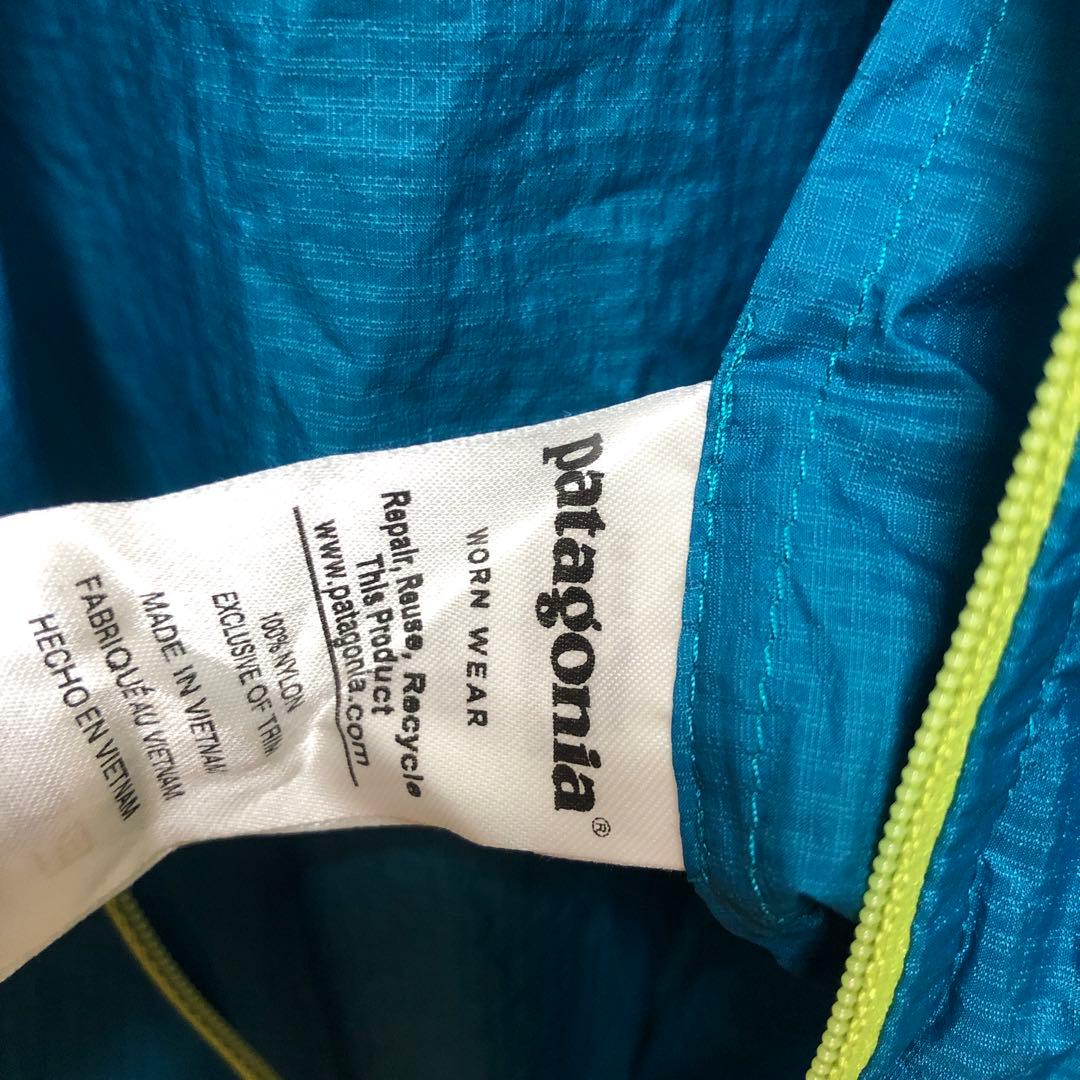 patagonia®
WORN WEAR
Repair, Reuse, Recycle
This Product
www.patagonia.com
100% NYLON
EXCLUSIVE OF TRIM
MADE IN VIETNAM
FABRIQUÉ AU VIETNAM
HECHO EN VIETNAM